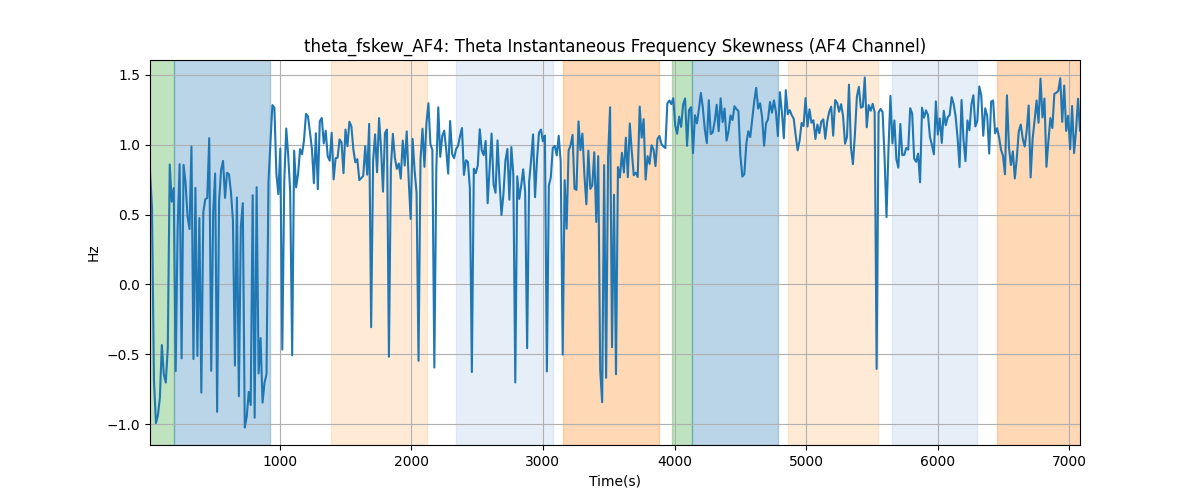 theta_fskew_AF4: Theta Instantaneous Frequency Skewness (AF4 Channel)
1.5
1.0
0.5
0.0
−0.5
−1.0
Hz
1000 2000 3000 4000 5000 6000 7000
Time(s)